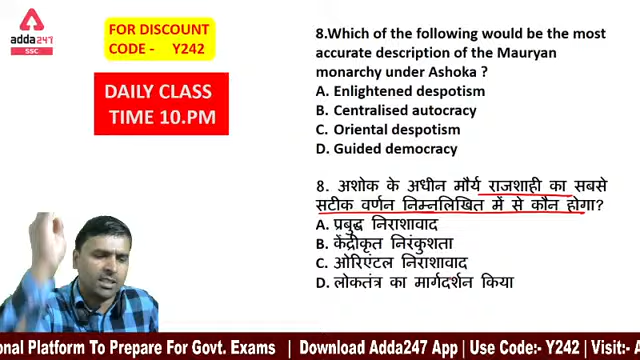 adda247
SSC
FOR DISCOUNT
CODE - Y242
DAILY CLASS
TIME 10.PM
8.Which of the following would be the most
accurate description of the Mauryan
monarchy under Ashoka ?
A. Enlightened despotism
B. Centralised autocracy
C. Oriental despotism
D. Guided democracy
8. अशोक के अधीन मौर्य राजशाही का सबसे
सटीक वर्णन निम्नलिखित में से कौन होगा?
A. प्रबुद्ध निराशावाद
B. केंद्रीकृत निरंकुशता
C. ओरिएंटल निराशावाद
D. लोकतंत्र का मार्गदर्शन किया
onal Platform To Prepare For Govt. Exams | Download Adda247 App | Use Code:- Y242 | Visit:- A